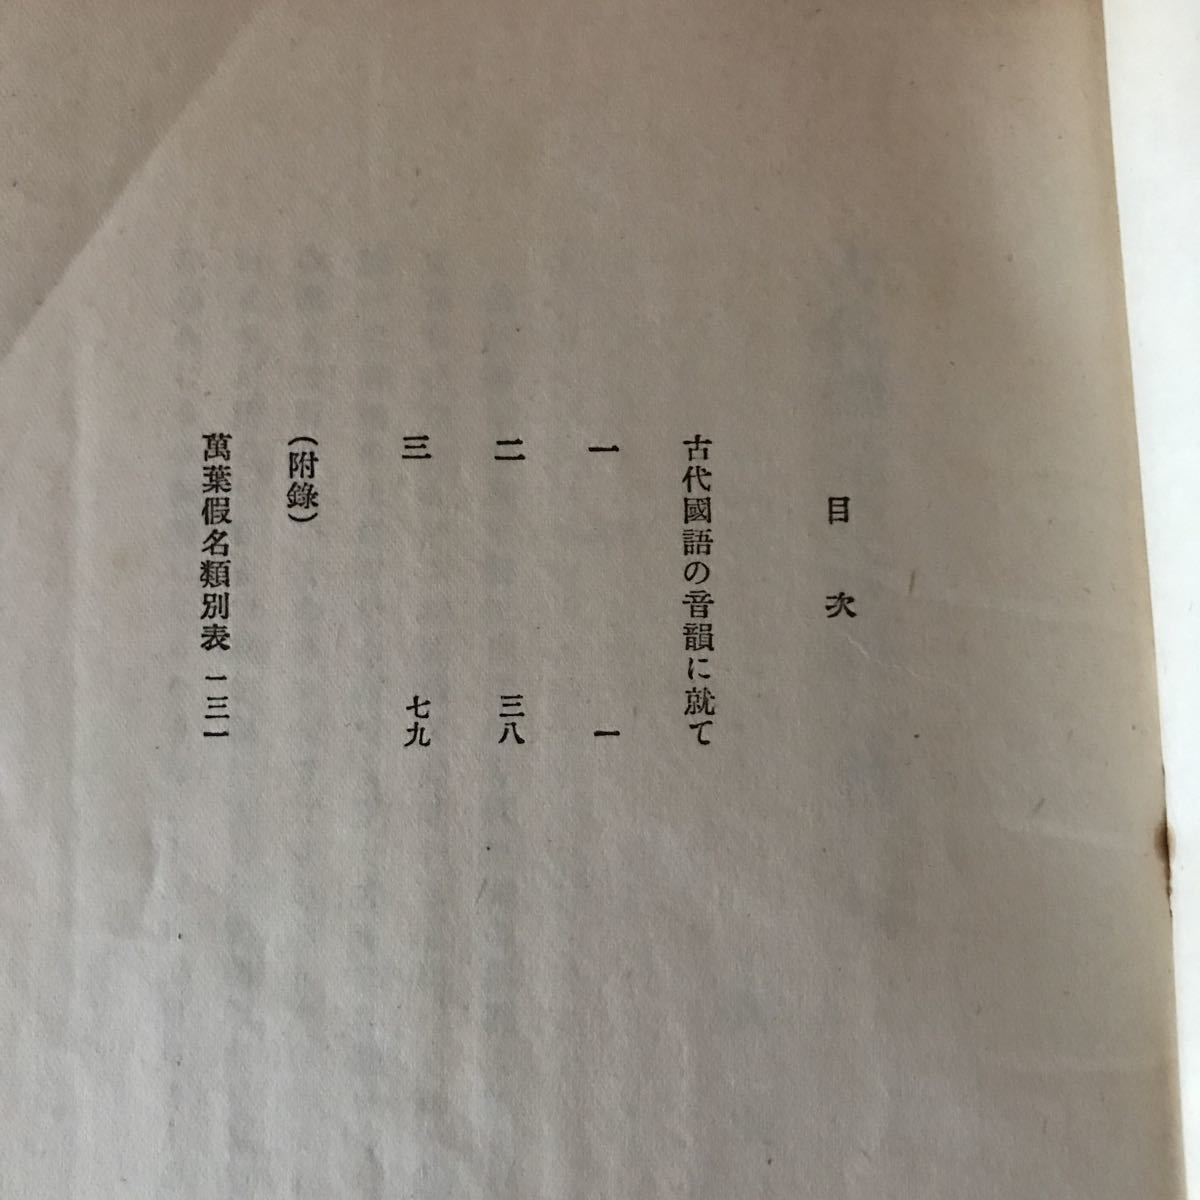 目次
古代國語の音韻に就て
一 一
二 三八
三 七九
（附錄）
萬葉假名類別表 一三一